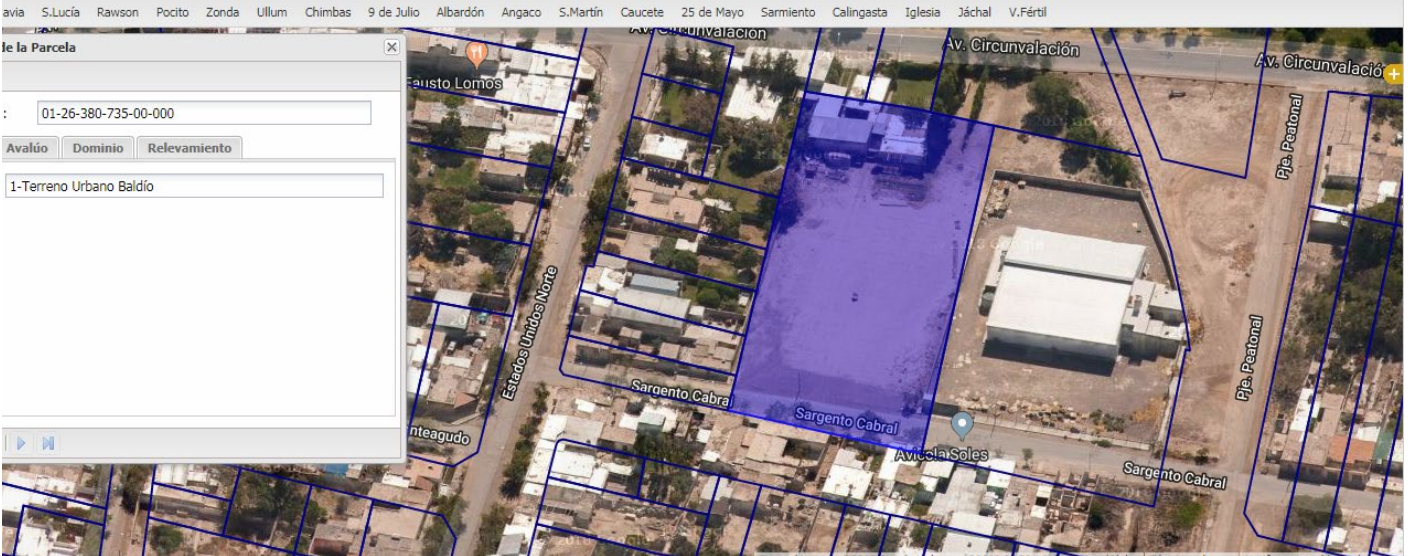 avia S.Lucía Rawson Pocito Zonda Ullum Chimbas 9 de Julio Albardón Angaco S.Martín Caucete 25 de Mayo Sarmiento Calingasta Iglesia Jáchal V.Fértil
de la Parcela
: 01-26-380-735-00-000
Avalúo Dominio Relevamiento
1-Terreno Urbano Baldío
Av. Circunvalación
Av. Circunvalación
Av. Circunvalació
Fausto Lomos
Pje. Peatonal
Estados Unidos Norte
Pje. Peatonal
Sargento Cabra
Sargento Cabral
nteagudo
Avicola Soles
Sargento Cabral